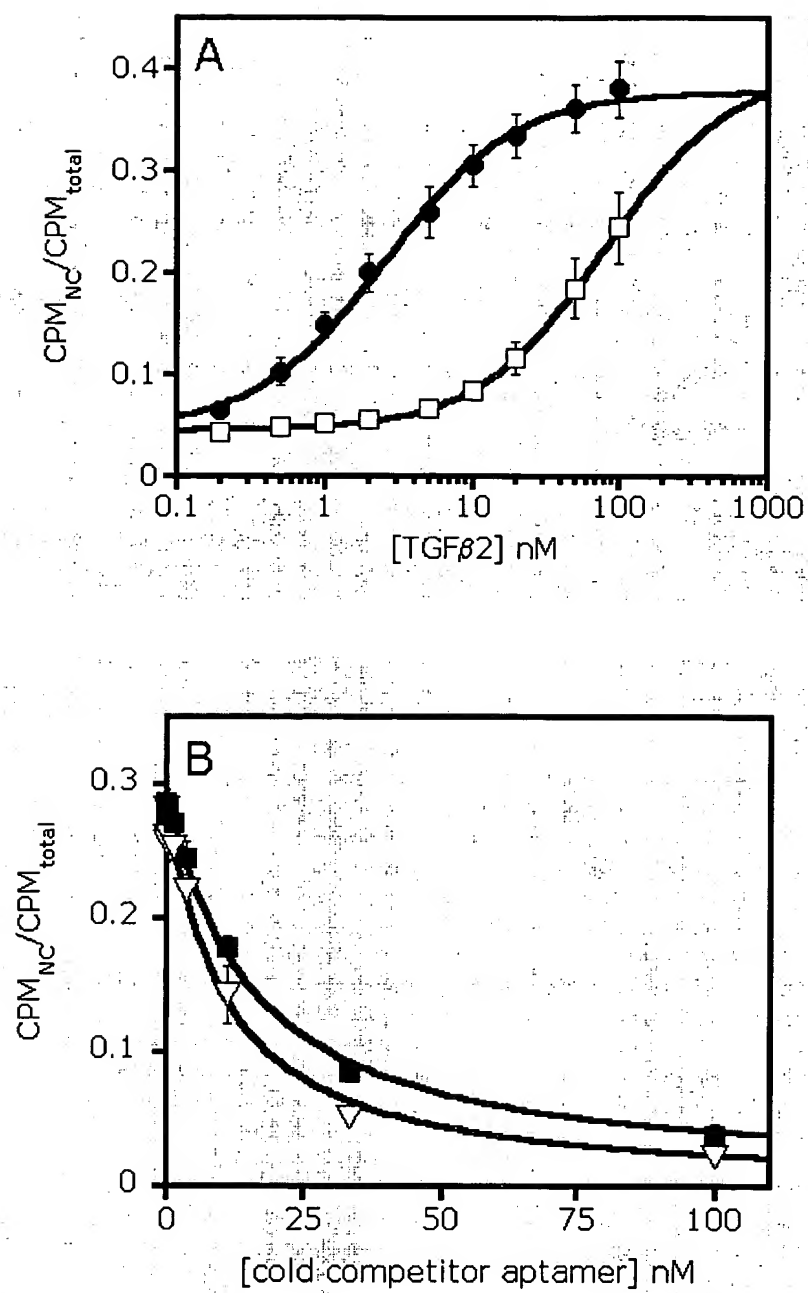 A
0.4
0.3
0.2
0.1
0
CPM_NC/CPM_total
0.1 1 10 100 1000
[TGFβ2] nM
B
0.3
0.2
0.1
0
CPM_NC/CPM_total
0 25 50 75 100
[cold competitor aptamer] nM